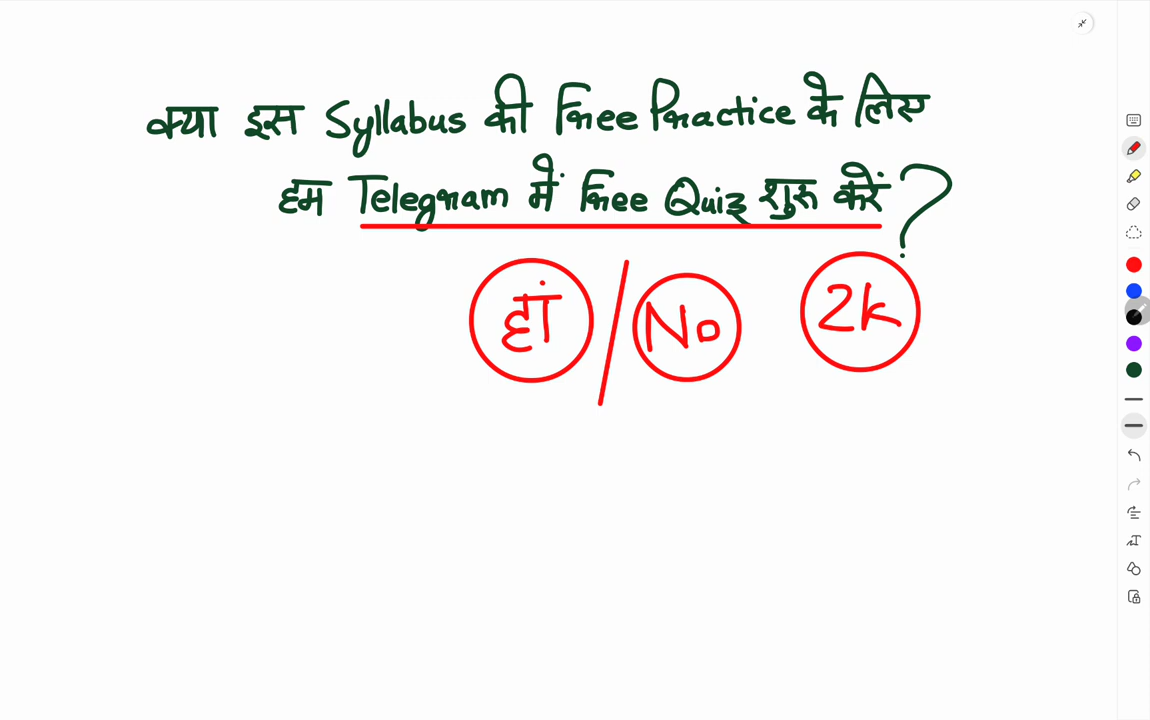 क्या इस Syllabus की Free Practice के लिए
हम Telegram में Free Quiz शुरू करें ?
हां / No 2K